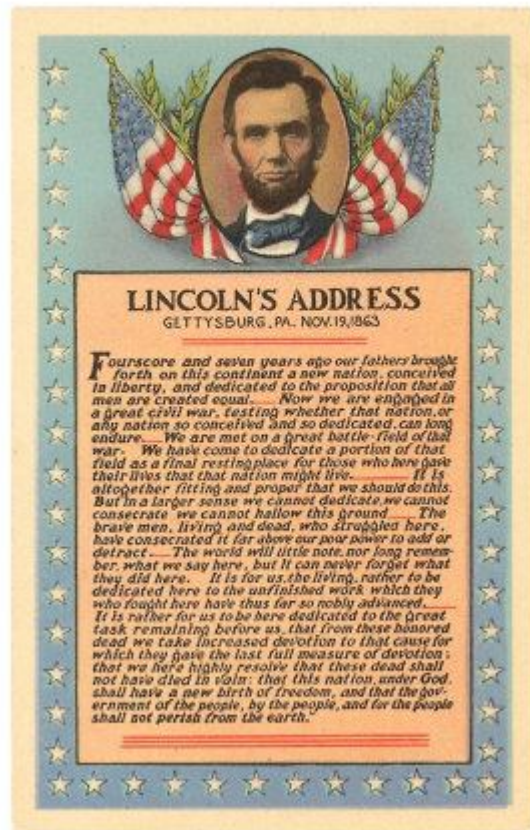 LINCOLN'S ADDRESS
GETTYSBURG, PA. NOV. 19, 1863
Fourscore and seven years ago our fathers brought
forth on this continent a new nation, conceived
in liberty, and dedicated to the proposition that all
men are created equal. Now we are engaged in
a great civil war, testing whether that nation, or
any nation so conceived and so dedicated, can long
endure. We are met on a great battle-field of that
war. We have come to dedicate a portion of that
field as a final resting place for those who here gave
their lives that that nation might live. It is
altogether fitting and proper that we should do this.
But in a larger sense we cannot dedicate, we cannot
consecrate we cannot hallow this ground. The
brave men, living and dead, who struggled here,
have consecrated it far above our poor power to add or
detract. The world will little note, nor long remem-
ber, what we say here, but it can never forget what
they did here. It is for us, the living, rather to be
dedicated here to the unfinished work which they
who fought here have thus far so nobly advanced.
It is rather for us to be here dedicated to the great
task remaining before us, that from these honored
dead we take increased devotion to that cause for
which they gave the last full measure of devotion;
that we here highly resolve that these dead shall
not have died in vain: that this nation, under God,
shall have a new birth of freedom, and that the gov-
ernment of the people, by the people, and for the people
shall not perish from the earth."